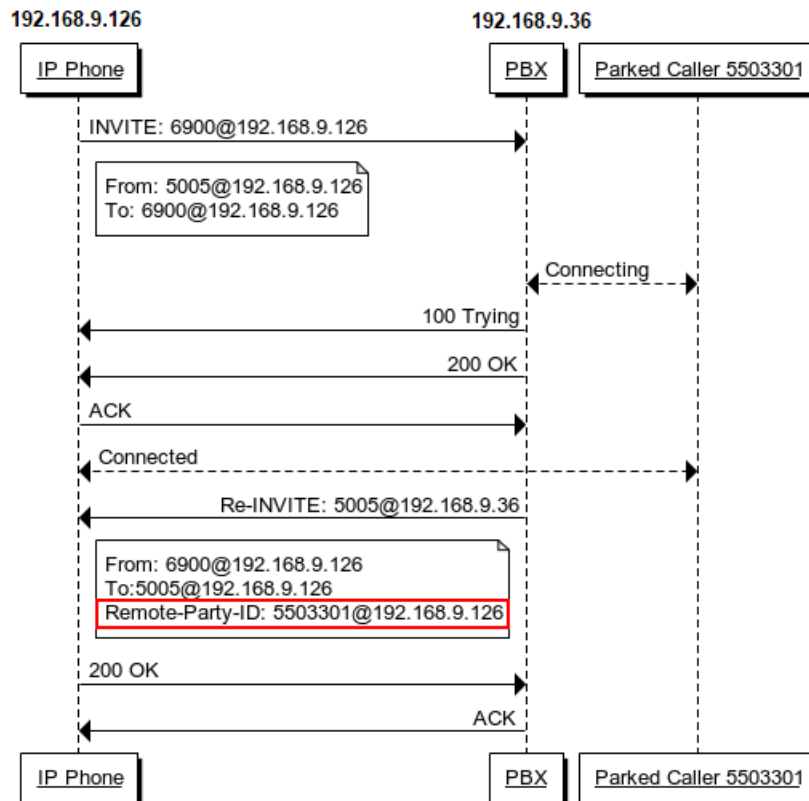 192.168.9.126
192.168.9.36
IP Phone
PBX
Parked Caller 5503301
INVITE: 6900@192.168.9.126
From: 5005@192.168.9.126
To: 6900@192.168.9.126
Connecting
100 Trying
200 OK
ACK
Connected
Re-INVITE: 5005@192.168.9.36
From: 6900@192.168.9.126
To:5005@192.168.9.126
Remote-Party-ID: 5503301@192.168.9.126
200 OK
ACK
IP Phone
PBX
Parked Caller 5503301